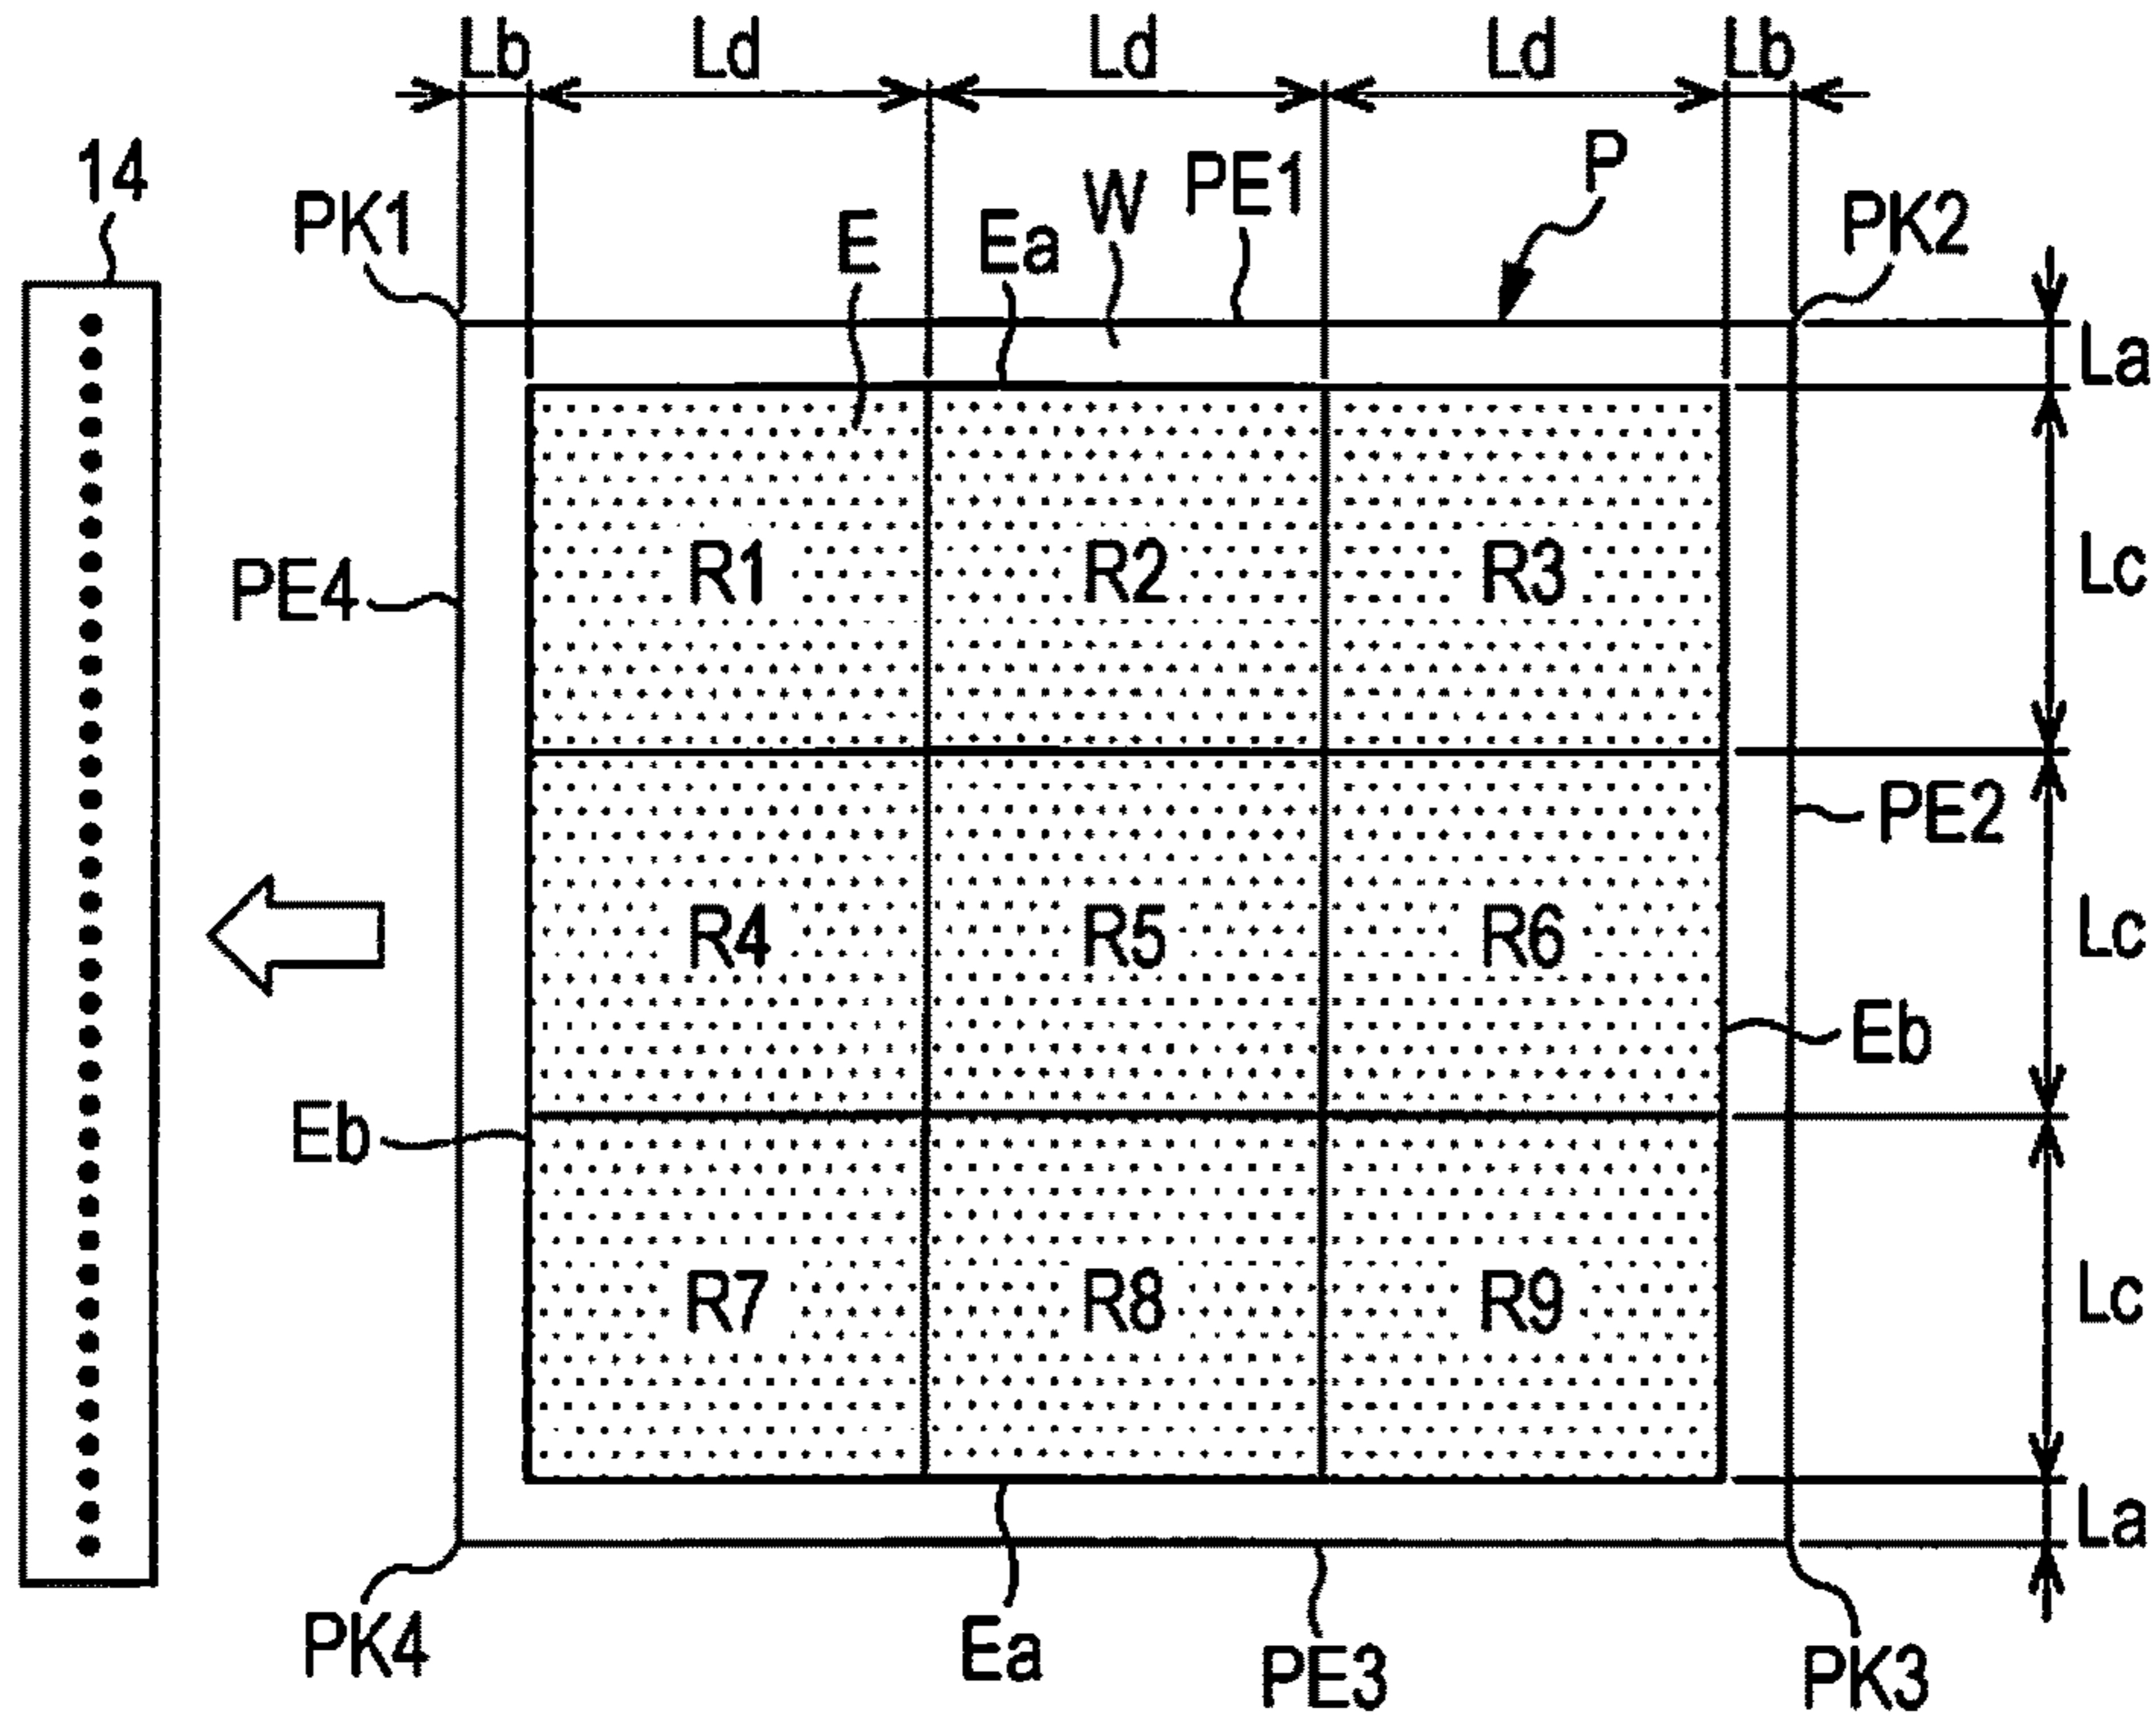 Lb Ld Ld Ld Lb
14 PK1 E Ea W PE1 P PK2
La
PE4 R1 R2 R3 Lc
PE2
R4 R5 R6 Lc
Eb
Eb
R7 R8 R9 Lc
La
PK4 Ea PE3 PK3